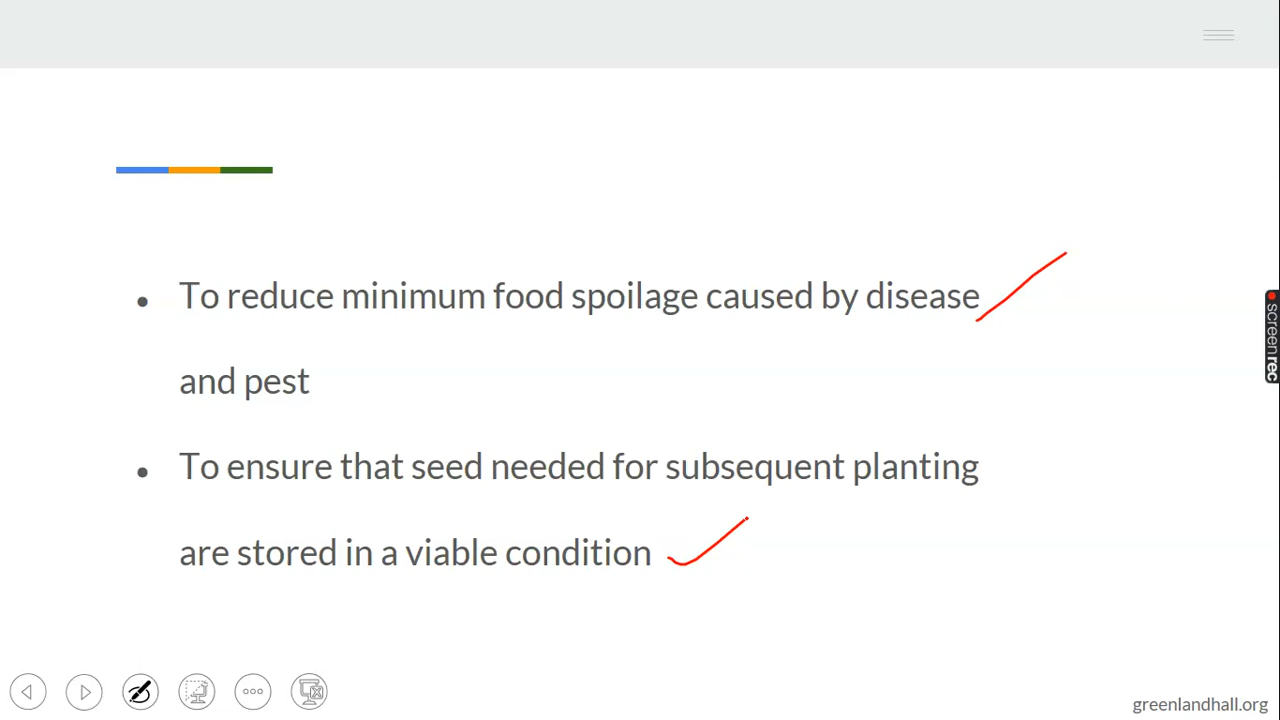 • To reduce minimum food spoilage caused by disease
and pest
• To ensure that seed needed for subsequent planting
are stored in a viable condition
screenrec
greenlandhall.org